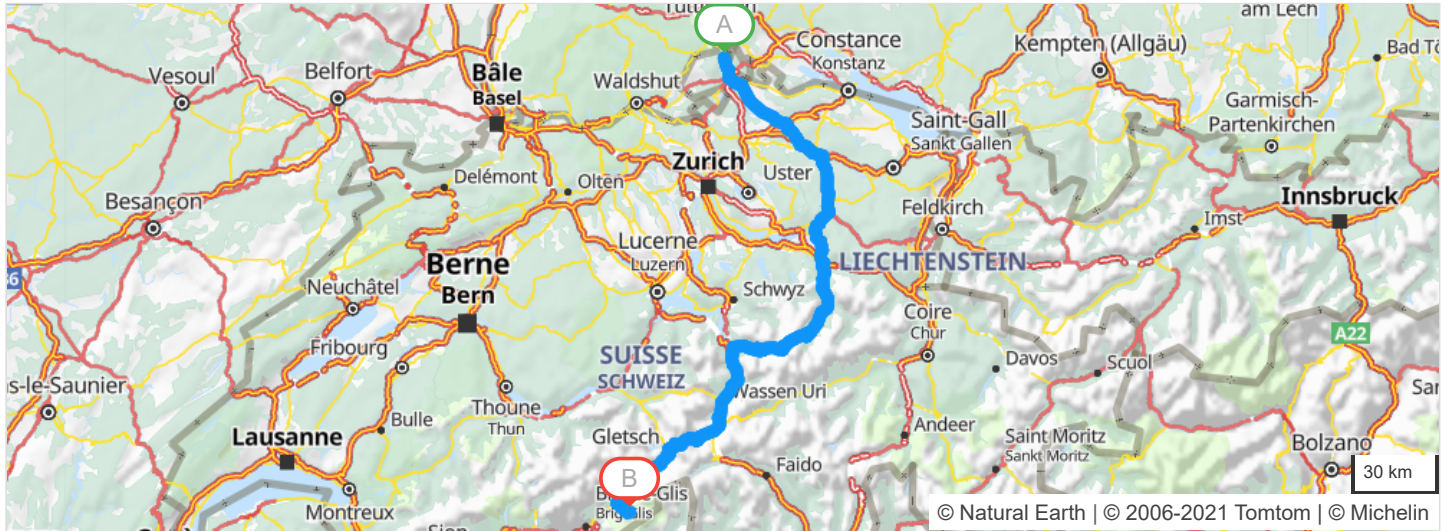 am Lech
A
Constance
Konstanz
Kempten (Allgäu)
Vesoul
Belfort
Bâle
Basel
Waldshut
Garmisch-
Partenkirchen
Saint-Gall
Sankt Gallen
Zurich
Uster
Delémont
Olten
Besançon
Innsbruck
Feldkirch
Imst
Lucerne
Luzern
Berne
Bern
LIECHTENSTEIN
Neuchâtel
Schwyz
Coire
Chur
A22
Fribourg
SUISSE
SCHWEIZ
Davos
Scuol
s-le-Saunier
Wassen Uri
Thoune
Thun
Bulle
Andeer
Lausanne
Gletsch
Saint Moritz
Sankt Moritz
Bolzano
Faido
30 km
B
Montreux
© Natural Earth | © 2006-2021 Tomtom | © Michelin